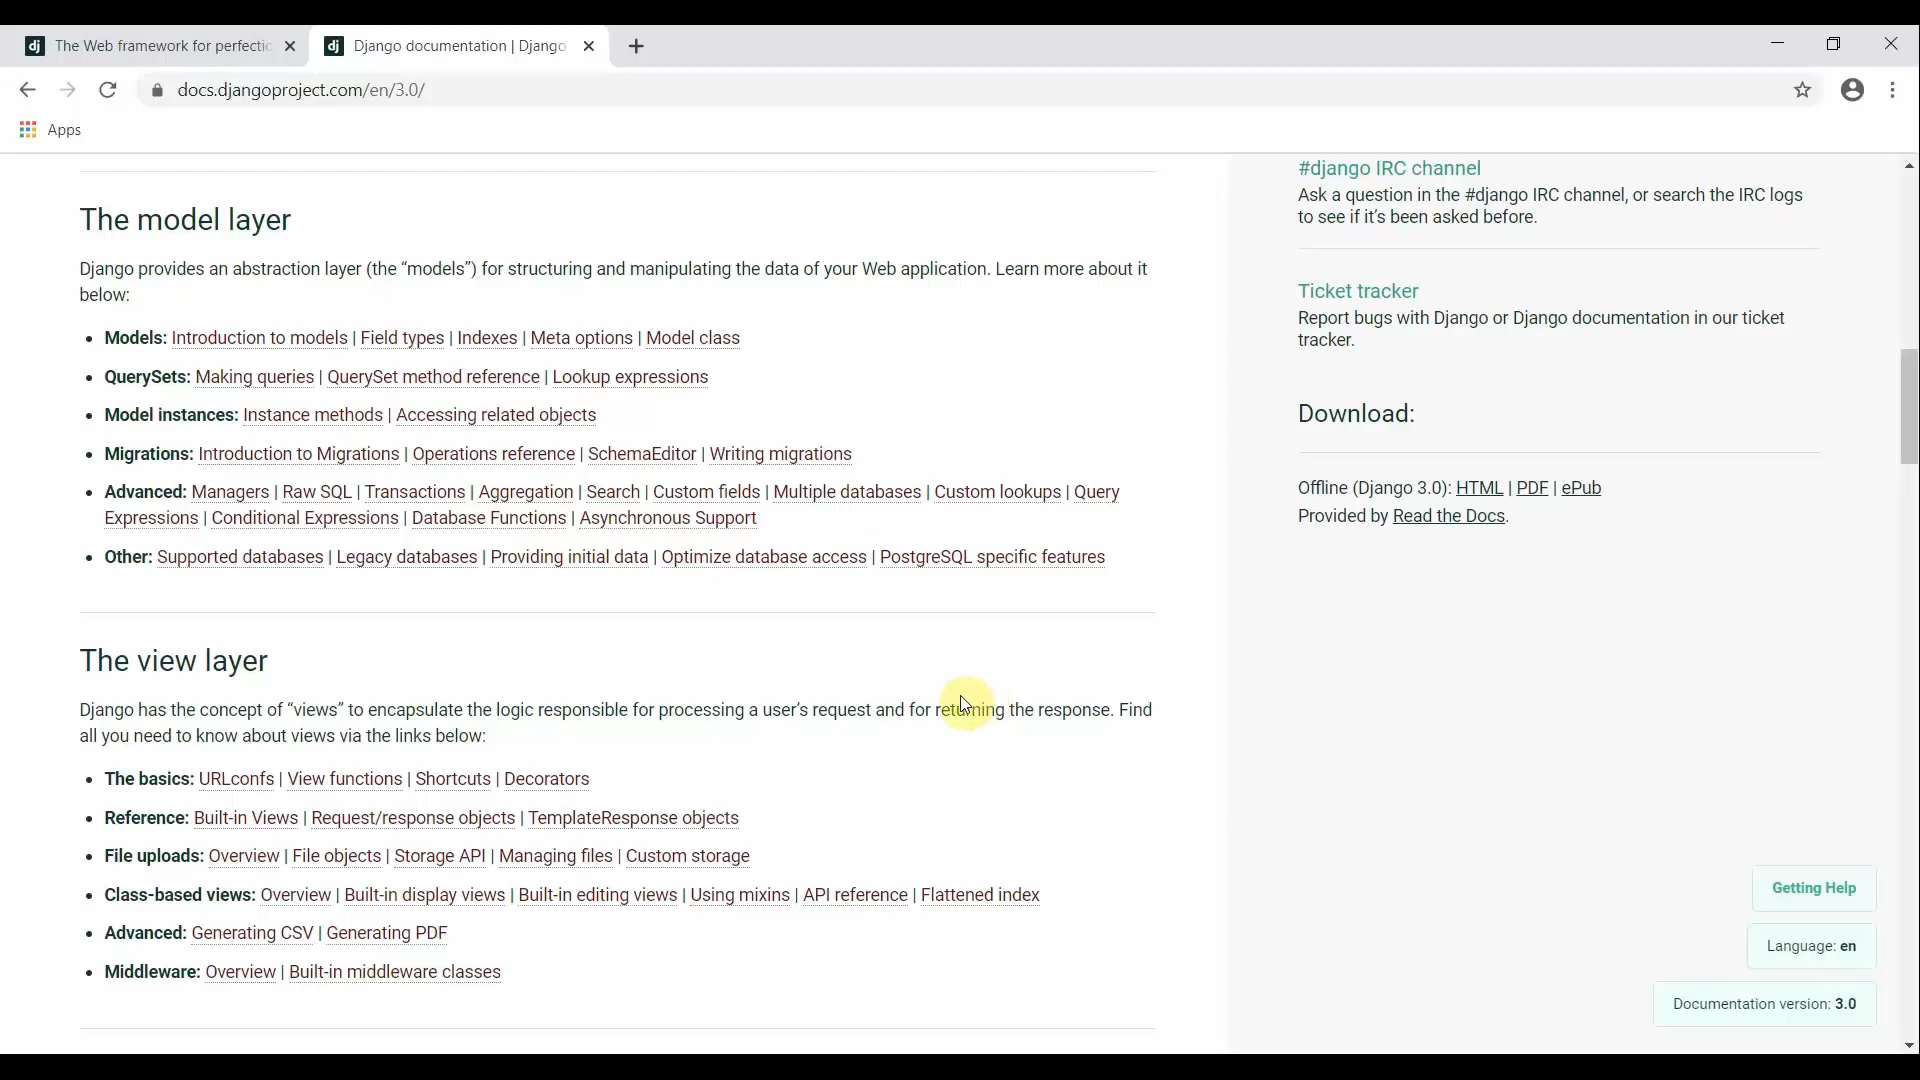 dj The Web framework for perfectio
dj Django documentation | Django
docs.djangoproject.com/en/3.0/
Apps
The model layer
Django provides an abstraction layer (the “models”) for structuring and manipulating the data of your Web application. Learn more about it
below:
• Models: Introduction to models | Field types | Indexes | Meta options | Model class
• QuerySets: Making queries | QuerySet method reference | Lookup expressions
• Model instances: Instance methods | Accessing related objects
• Migrations: Introduction to Migrations | Operations reference | SchemaEditor | Writing migrations
• Advanced: Managers | Raw SQL | Transactions | Aggregation | Search | Custom fields | Multiple databases | Custom lookups | Query
Expressions | Conditional Expressions | Database Functions | Asynchronous Support
• Other: Supported databases | Legacy databases | Providing initial data | Optimize database access | PostgreSQL specific features
The view layer
Django has the concept of “views” to encapsulate the logic responsible for processing a user’s request and for returning the response. Find
all you need to know about views via the links below:
• The basics: URLconfs | View functions | Shortcuts | Decorators
• Reference: Built-in Views | Request/response objects | TemplateResponse objects
• File uploads: Overview | File objects | Storage API | Managing files | Custom storage
• Class-based views: Overview | Built-in display views | Built-in editing views | Using mixins | API reference | Flattened index
• Advanced: Generating CSV | Generating PDF
• Middleware: Overview | Built-in middleware classes
#django IRC channel
Ask a question in the #django IRC channel, or search the IRC logs
to see if it’s been asked before.
Ticket tracker
Report bugs with Django or Django documentation in our ticket
tracker.
Download:
Offline (Django 3.0): HTML | PDF | ePub
Provided by Read the Docs.
Getting Help
Language: en
Documentation version: 3.0